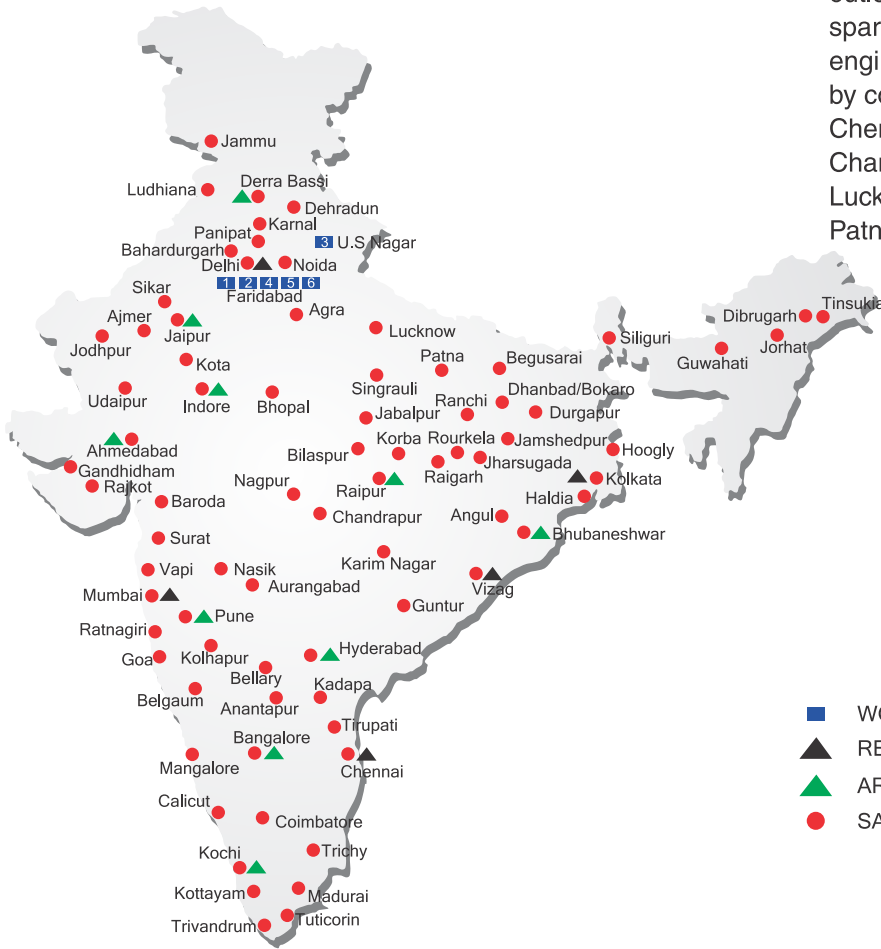 spar
engi
by co
Cher
Char
Luck
Patn
Jammu
Ludhiana
Derra Bassi
Dehradun
Karnal
Panipat
3 U.S Nagar
Bahardurgarh
Delhi
Noida
1 2 4 5 6
Faridabad
Sikar
Agra
Ajmer
Jaipur
Jodhpur
Lucknow
Siliguri
Dibrugarh
Tinsukia
Jorhat
Guwahati
Kota
Patna
Begusarai
Udaipur
Indore
Bhopal
Singrauli
Dhanbad/Bokaro
Ranchi
Durgapur
Jabalpur
Ahmedabad
Korba
Rourkela
Jamshedpur
Hoogly
Bilaspur
Jharsugada
Gandhidham
Raigarh
Rajkot
Nagpur
Raipur
Kolkata
Haldia
Baroda
Chandrapur
Angul
Bhubaneshwar
Surat
Karim Nagar
Vapi
Nasik
Aurangabad
Vizag
Mumbai
Guntur
Pune
Ratnagiri
Hyderabad
Goa
Kolhapur
Bellary
Kadapa
Belgaum
Anantapur
Tirupati
Bangalore
Mangalore
Chennai
Calicut
Coimbatore
Kochi
Trichy
Kottayam
Madurai
Trivandrum
Tuticorin
WO
RE
AR
SA